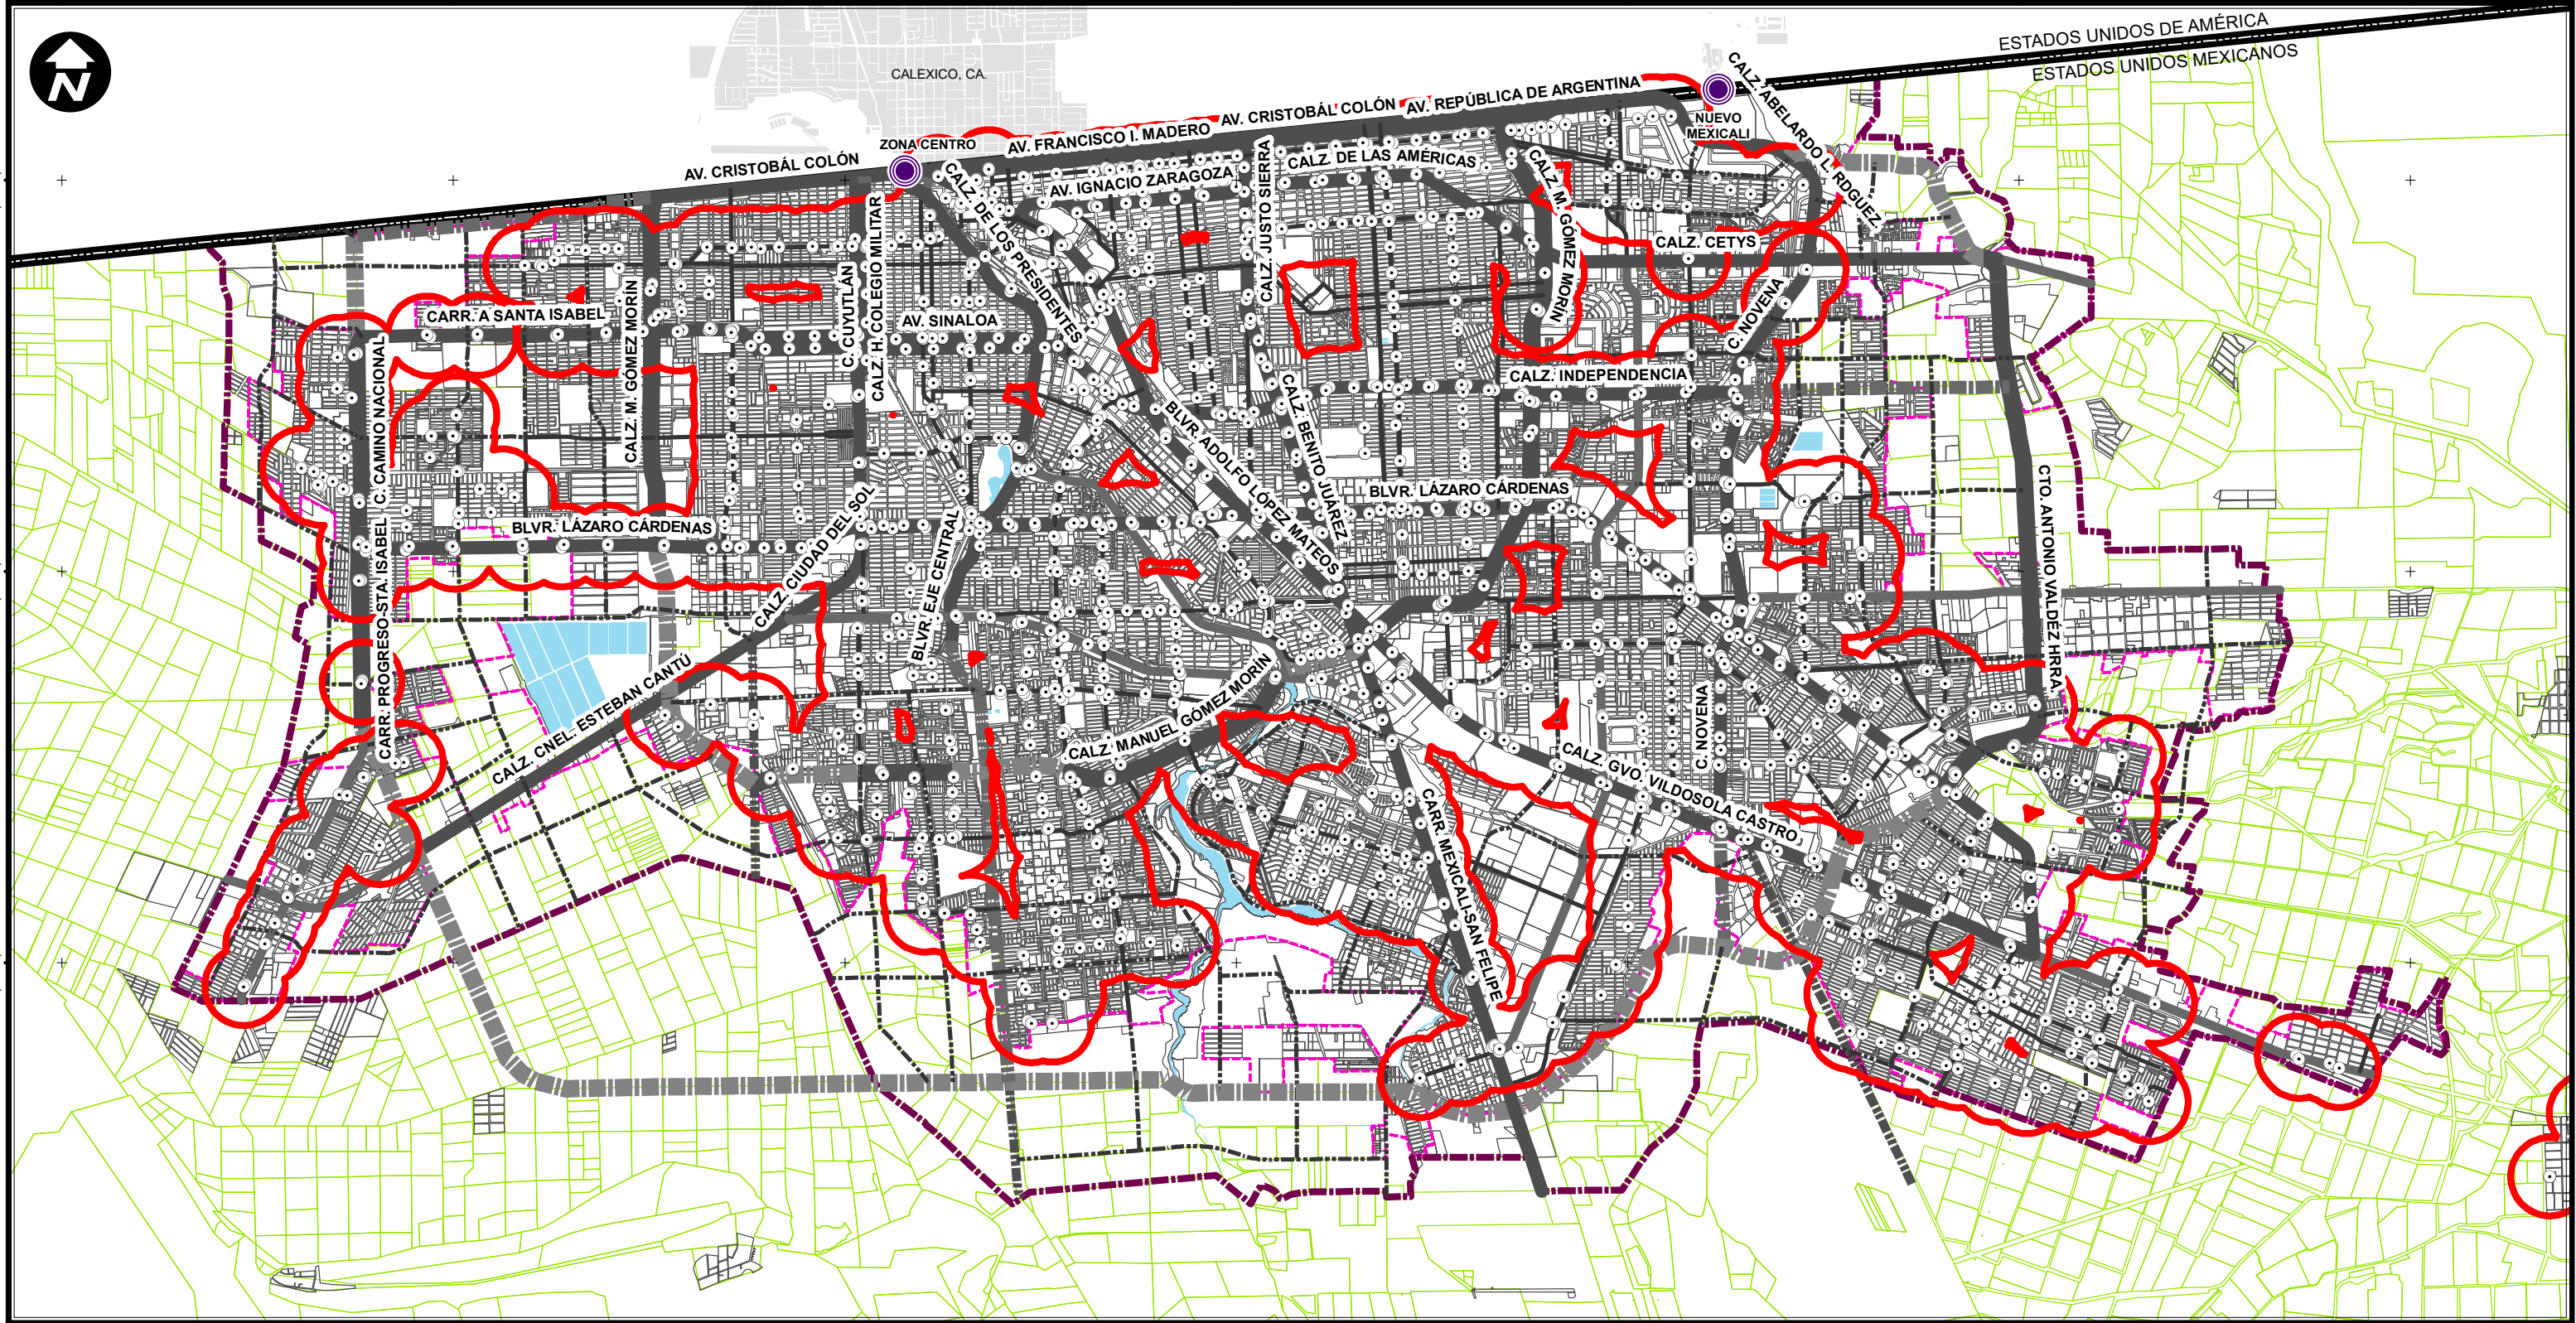 N
CALEXICO, CA.
ESTADOS UNIDOS DE AMÉRICA
ESTADOS UNIDOS MEXICANOS
CALZ. ABELARDO L. RDGUEZ
AV. REPÚBLICA DE ARGENTINA
AV. CRISTOBÁL COLÓN
AV. FRANCISCO I. MADERO
ZONA CENTRO
AV. CRISTOBÁL COLÓN
NUEVO
MEXICALI
CALZ. DE LAS AMÉRICAS
AV. IGNACIO ZARAGOZA
CALZ. DE LOS PRESIDENTES
CALZ. JUSTO SIERRA
CALZ. M. GÓMEZ MORÍN
CALZ. CETYS
C. CUYUTLÁN
CALZ. H. COLEGIO MILITAR
CALZ. M. GÓMEZ MORÍN
CARR. A SANTA ISABEL
AV. SINALOA
C. NOVENA
CALZ. INDEPENDENCIA
C. CAMINO NACIONAL
CARR. PROGRESO-STA. ISABEL
CALZ. BENITO JUÁREZ
BLVR. ADOLFO LÓPEZ MATEOS
BLVR. LÁZARO CÁRDENAS
BLVR. LÁZARO CÁRDENAS
CALZ. CIUDAD DEL SOL
BLVR. EJE CENTRAL
CTO. ANTONIO VALDÉZ HRRA
CALZ. CNEL. ESTEBAN CANTÚ
CALZ. MANUEL GÓMEZ MORIN
C. NOVENA
CALZ. GVO. VILDOSOLA CASTRO
CARR. MEXICALI-SAN FELIPE